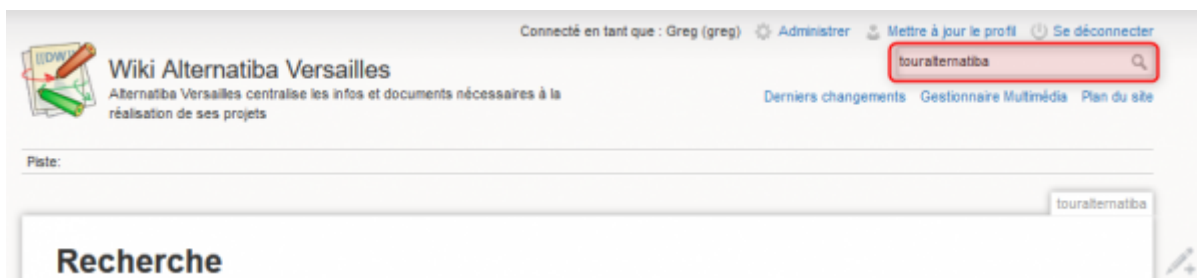 Connecté en tant que : Greg (greg) Administrer Mettre à jour le profil Se déconnecter
[[DW]]
touralternatiba
Wiki Alternatiba Versailles
Alternatiba Versailles centralise les infos et documents nécessaires à la
réalisation de ses projets
Derniers changements Gestionnaire Multimédia Plan du site
Piste:
touralternatiba
Recherche